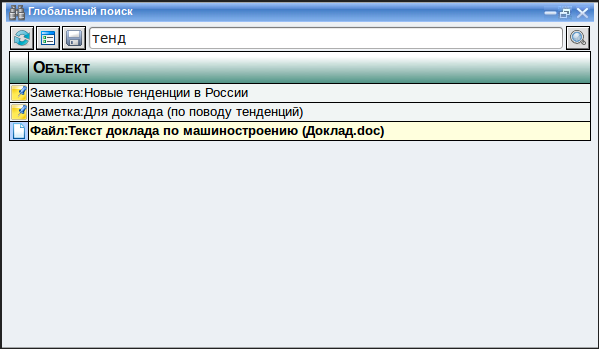 Глобальный поиск
тенд
Объект
Заметка:Новые тенденции в России
Заметка:Для доклада (по поводу тенденций)
Файл:Текст доклада по машиностроению (Доклад.doc)